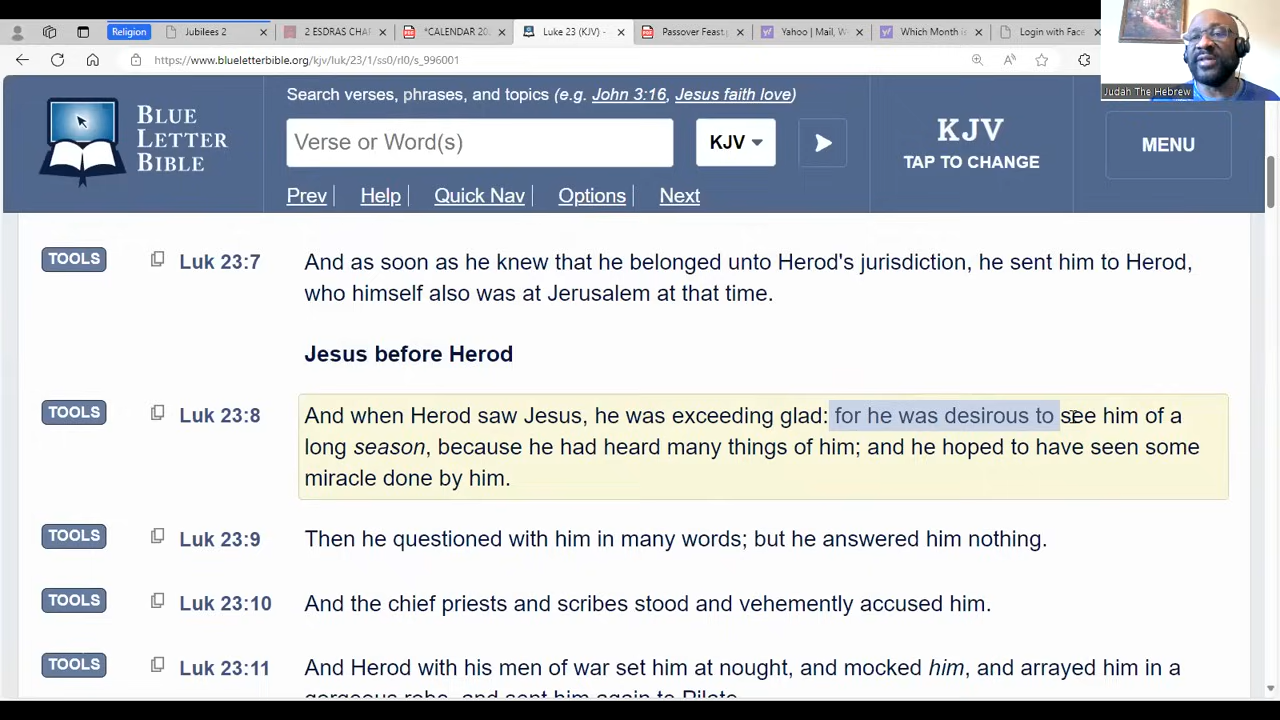 Religion
Jubilees 2
2 ESDRAS CHA
*CALENDAR 20
Luke 23 (KJV) -
Passover Feast
Yahoo | Mail, W
Which Month i
Login with Face
https://www.blueletterbible.org/kjv/luk/23/1/ss0/rl0/s_996001
Judah The Hebrew
BLUE
LETTER
BIBLE
Search verses, phrases, and topics (e.g. John 3:16, Jesus faith love)
Verse or Word(s)
KJV
KJV
TAP TO CHANGE
MENU
Prev
Help
Quick Nav
Options
Next
TOOLS
Luk 23:7
And as soon as he knew that he belonged unto Herod's jurisdiction, he sent him to Herod,
who himself also was at Jerusalem at that time.
Jesus before Herod
TOOLS
Luk 23:8
And when Herod saw Jesus, he was exceeding glad: for he was desirous to see him of a
long season, because he had heard many things of him; and he hoped to have seen some
miracle done by him.
TOOLS
Luk 23:9
Then he questioned with him in many words; but he answered him nothing.
TOOLS
Luk 23:10
And the chief priests and scribes stood and vehemently accused him.
TOOLS
Luk 23:11
And Herod with his men of war set him at nought, and mocked him, and arrayed him in a
gorgeous robe, and sent him again to Pilate.